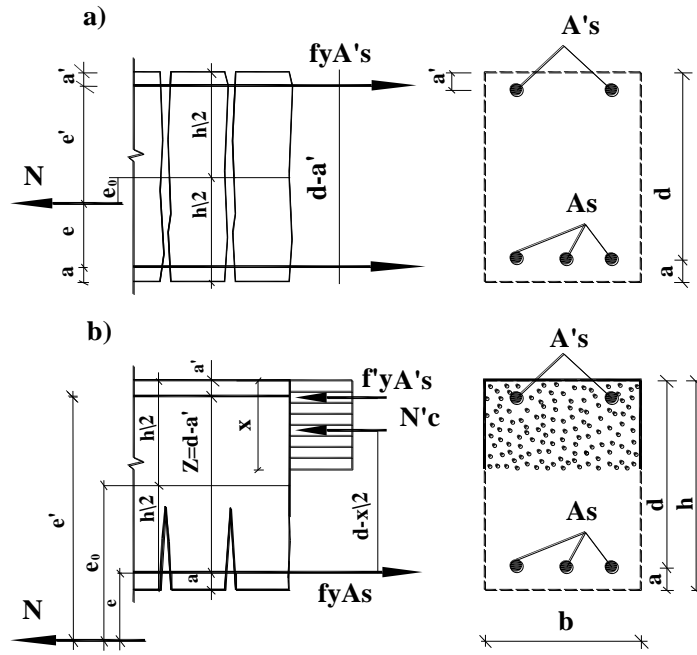 a)
fyA's
A's
a'
a'
e'
h\2
N
e₀
h\2
d-a'
d
e
As
a
a
b)
a'
A's
f'yA's
N'c
h\2
Z=d-a'
x
e'
e₀
h\2
d-x\2
d
h
As
e
a
a
fyAs
N
b